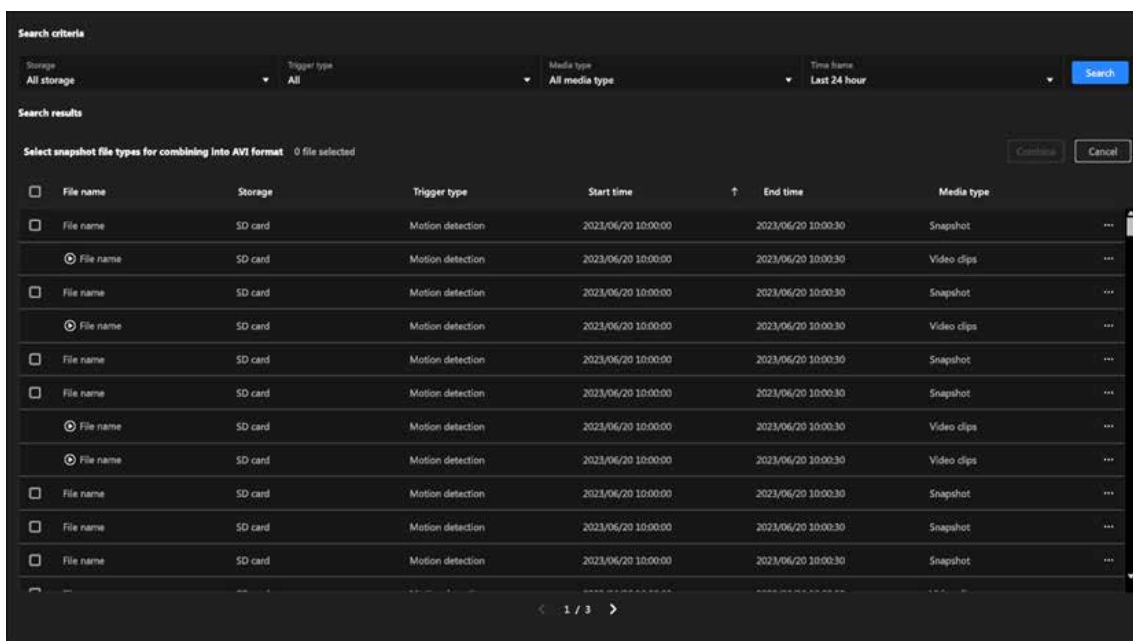 Search criteria
Storage Trigger type Media type Time frame
All storage All All media type Last 24 hour Search
Search results
Select snapshot file types for combining into AVI format 0 file selected Combine Cancel
File name Storage Trigger type Start time ↑ End time Media type
File name SD card Motion detection 2023/06/20 10:00:00 2023/06/20 10:00:30 Snapshot ...
File name SD card Motion detection 2023/06/20 10:00:00 2023/06/20 10:00:30 Video clips ...
File name SD card Motion detection 2023/06/20 10:00:00 2023/06/20 10:00:30 Snapshot ...
File name SD card Motion detection 2023/06/20 10:00:00 2023/06/20 10:00:30 Video clips ...
File name SD card Motion detection 2023/06/20 10:00:00 2023/06/20 10:00:30 Snapshot ...
File name SD card Motion detection 2023/06/20 10:00:00 2023/06/20 10:00:30 Snapshot ...
File name SD card Motion detection 2023/06/20 10:00:00 2023/06/20 10:00:30 Video clips ...
File name SD card Motion detection 2023/06/20 10:00:00 2023/06/20 10:00:30 Video clips ...
File name SD card Motion detection 2023/06/20 10:00:00 2023/06/20 10:00:30 Snapshot ...
File name SD card Motion detection 2023/06/20 10:00:00 2023/06/20 10:00:30 Snapshot ...
File name SD card Motion detection 2023/06/20 10:00:00 2023/06/20 10:00:30 Snapshot ...
< 1 / 3 >